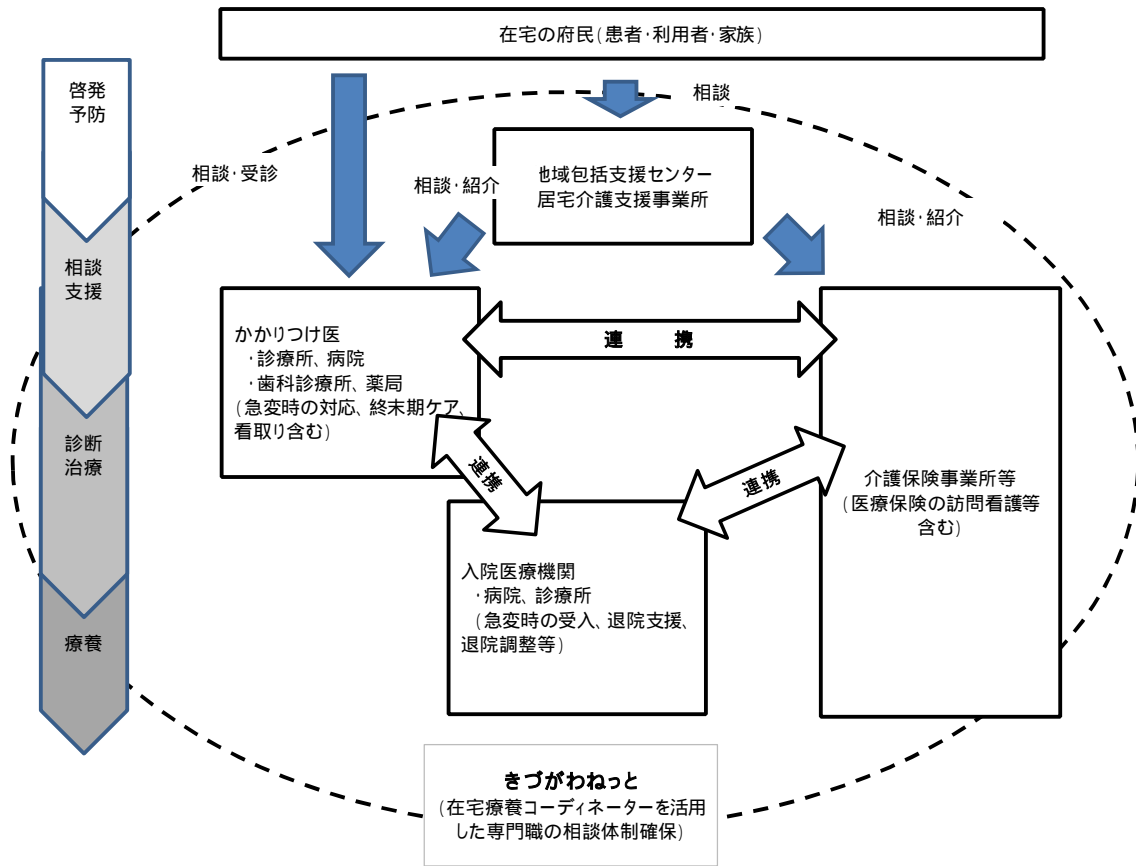 在宅の府民(患者・利用者・家族)
啓発
予防
相談
相談・受診
相談・紹介
地域包括支援センター
居宅介護支援事業所
相談・紹介
相談
支援
かかりつけ医
・診療所、病院
・歯科診療所、薬局
(急変時の対応、終末期ケア、
看取り含む)
連　携
診断
治療
連携
連携
介護保険事業所等
(医療保険の訪問看護等
含む)
入院医療機関
・病院、診療所
(急変時の受入、退院支援、
退院調整等)
療養
きづがわねっと
(在宅療養コーディネーターを活用
した専門職の相談体制確保)